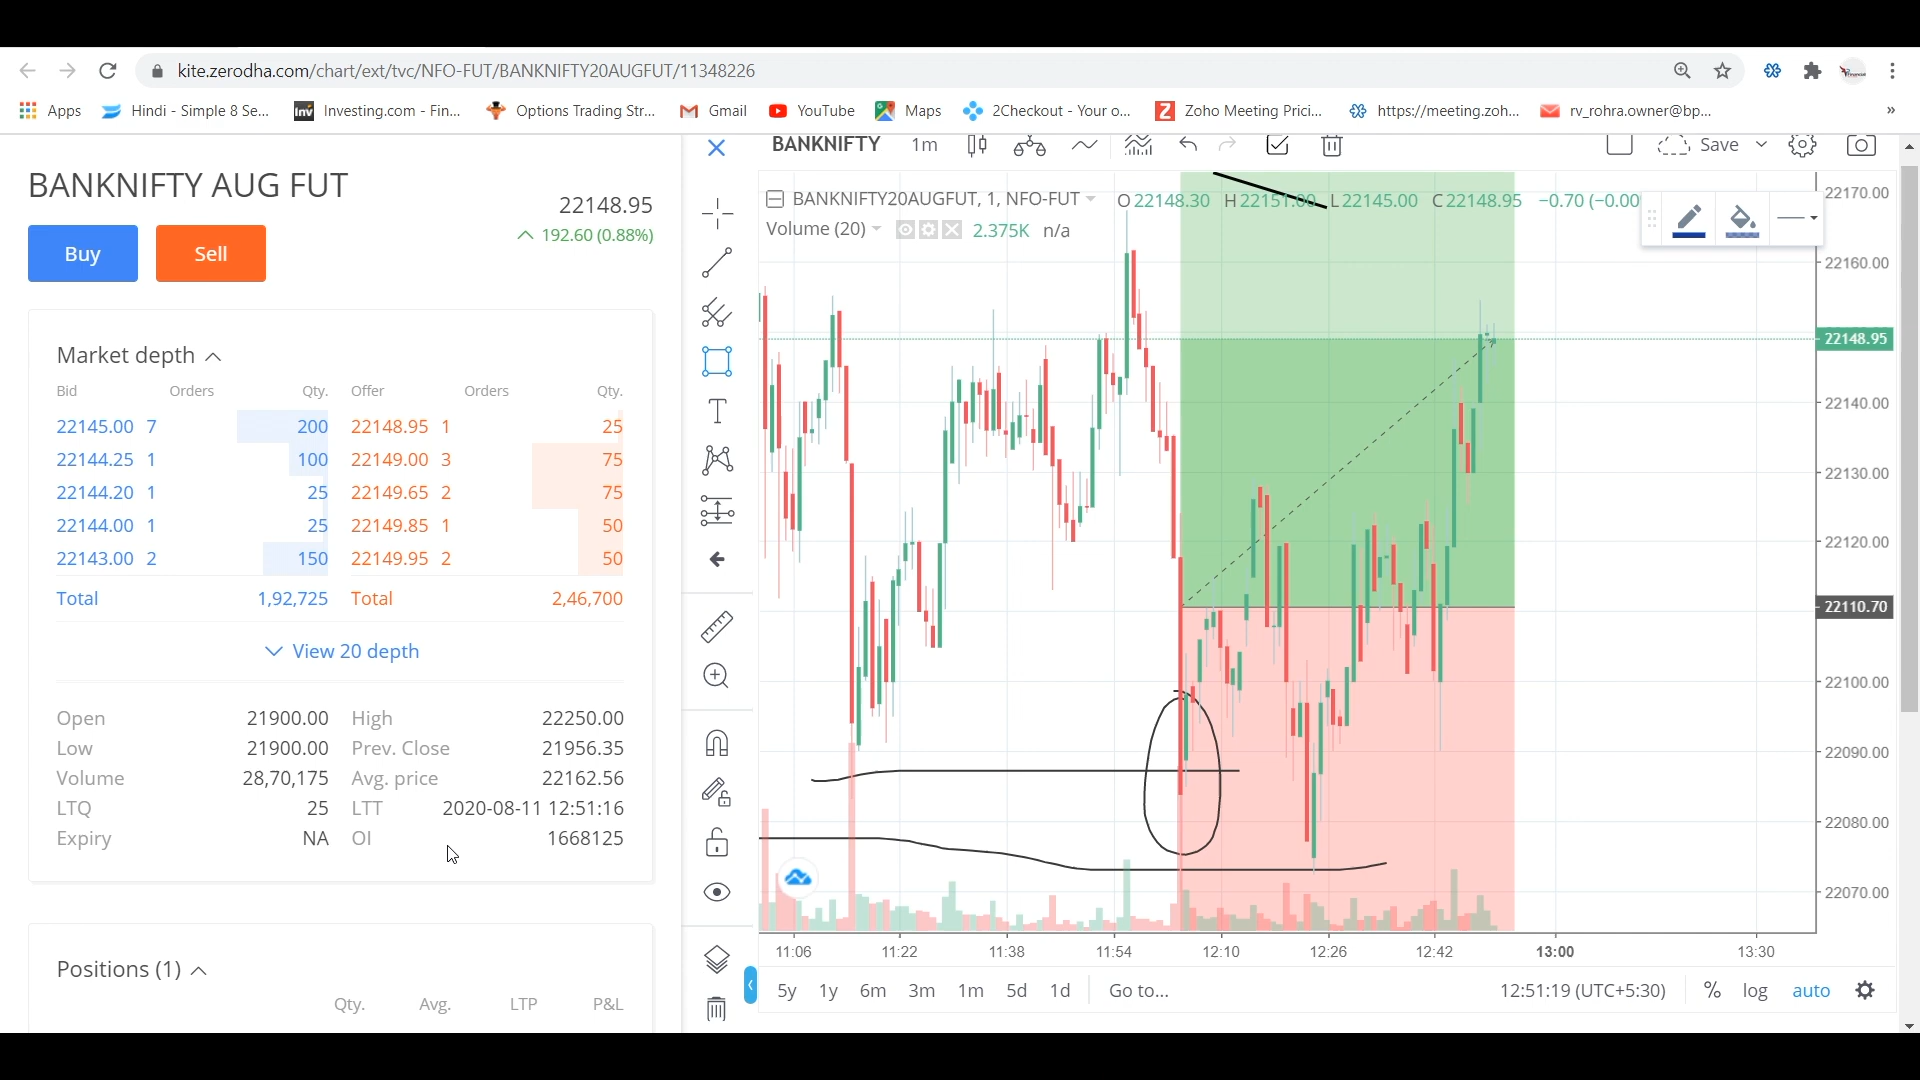 kite.zerodha.com/chart/ext/tvc/NFO-FUT/BANKNIFTY20AUGFUT/11348226
Apps Hindi - Simple 8 Se... Inv Investing.com - Fin... Options Trading Str... Gmail YouTube Maps 2Checkout - Your o... Zoho Meeting Prici... https://meeting.zoh... rv_rohra.owner@bp... »
BANKNIFTY 1m Save
BANKNIFTY AUG FUT
22148.95
192.60 (0.88%)
Buy Sell
Market depth
Bid Orders Qty. Offer Orders Qty.
22145.00 7 200 22148.95 1 25
22144.25 1 100 22149.00 3 75
22144.20 1 25 22149.65 2 75
22144.00 1 25 22149.85 1 50
22143.00 2 150 22149.95 2 50
Total 1,92,725 Total 2,46,700
View 20 depth
Open 21900.00 High 22250.00
Low 21900.00 Prev. Close 21956.35
Volume 28,70,175 Avg. price 22162.56
LTQ 25 LTT 2020-08-11 12:51:16
Expiry NA OI 1668125
Positions (1)
Qty. Avg. LTP P&L
BANKNIFTY20AUGFUT, 1, NFO-FUT O22148.30 H22151.00 L22145.00 C22148.95 −0.70 (−0.00
Volume (20) 2.375K n/a
22170.00
22160.00
22148.95
22140.00
22130.00
22120.00
22110.70
22100.00
22090.00
22080.00
22070.00
11:06 11:22 11:38 11:54 12:10 12:26 12:42 13:00 13:30
5y 1y 6m 3m 1m 5d 1d Go to... 12:51:19 (UTC+5:30) % log auto